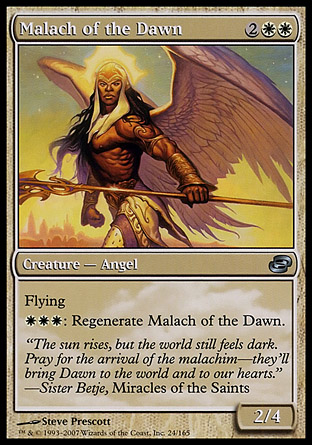 Malach of the Dawn 2☀☀
Creature — Angel
Flying
☀☀☀: Regenerate Malach of the Dawn.
“The sun rises, but the world still feels dark.
Pray for the arrival of the malachim—they’ll
bring Dawn to the world and to our hearts.”
—Sister Betje, Miracles of the Saints
Steve Prescott
™ & © 1993-2007 Wizards of the Coast, Inc. 24/165
2/4